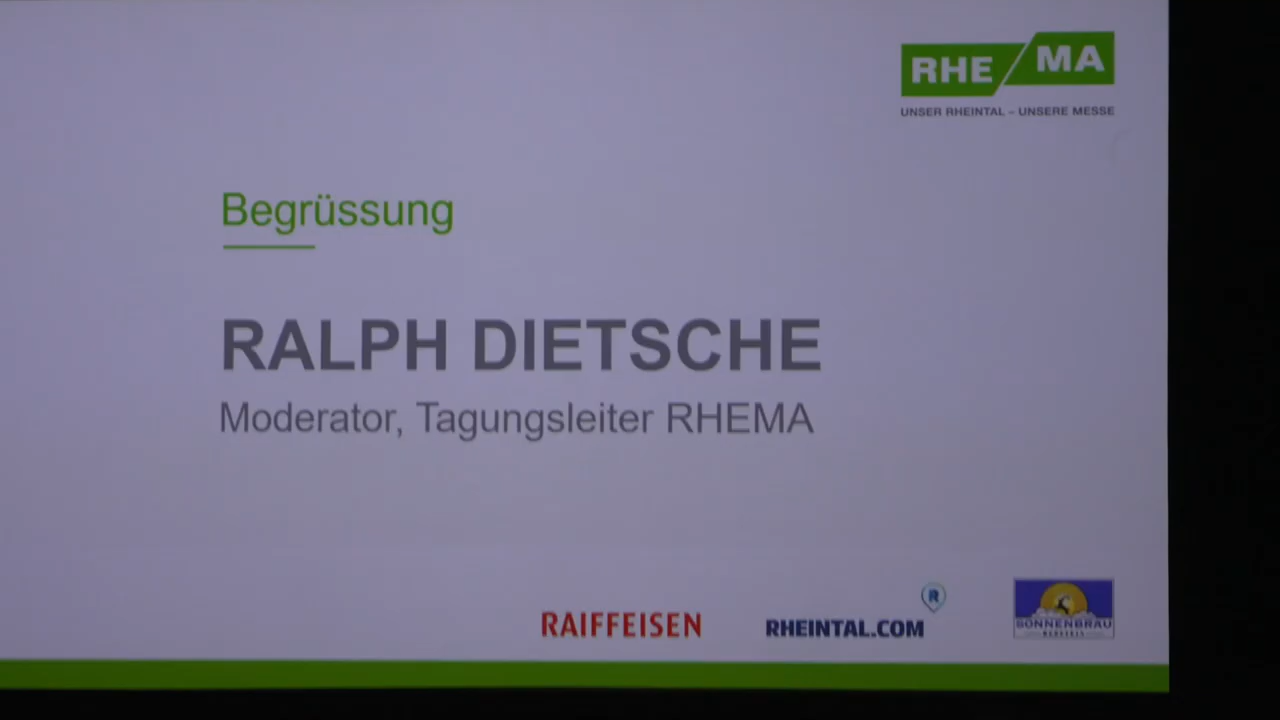 RHE MA
UNSER RHEINTAL – UNSERE MESSE
Begrüssung
RALPH DIETSCHE
Moderator, Tagungsleiter RHEMA
RAIFFEISEN
R
RHEINTAL.COM
SONNENBRÄU